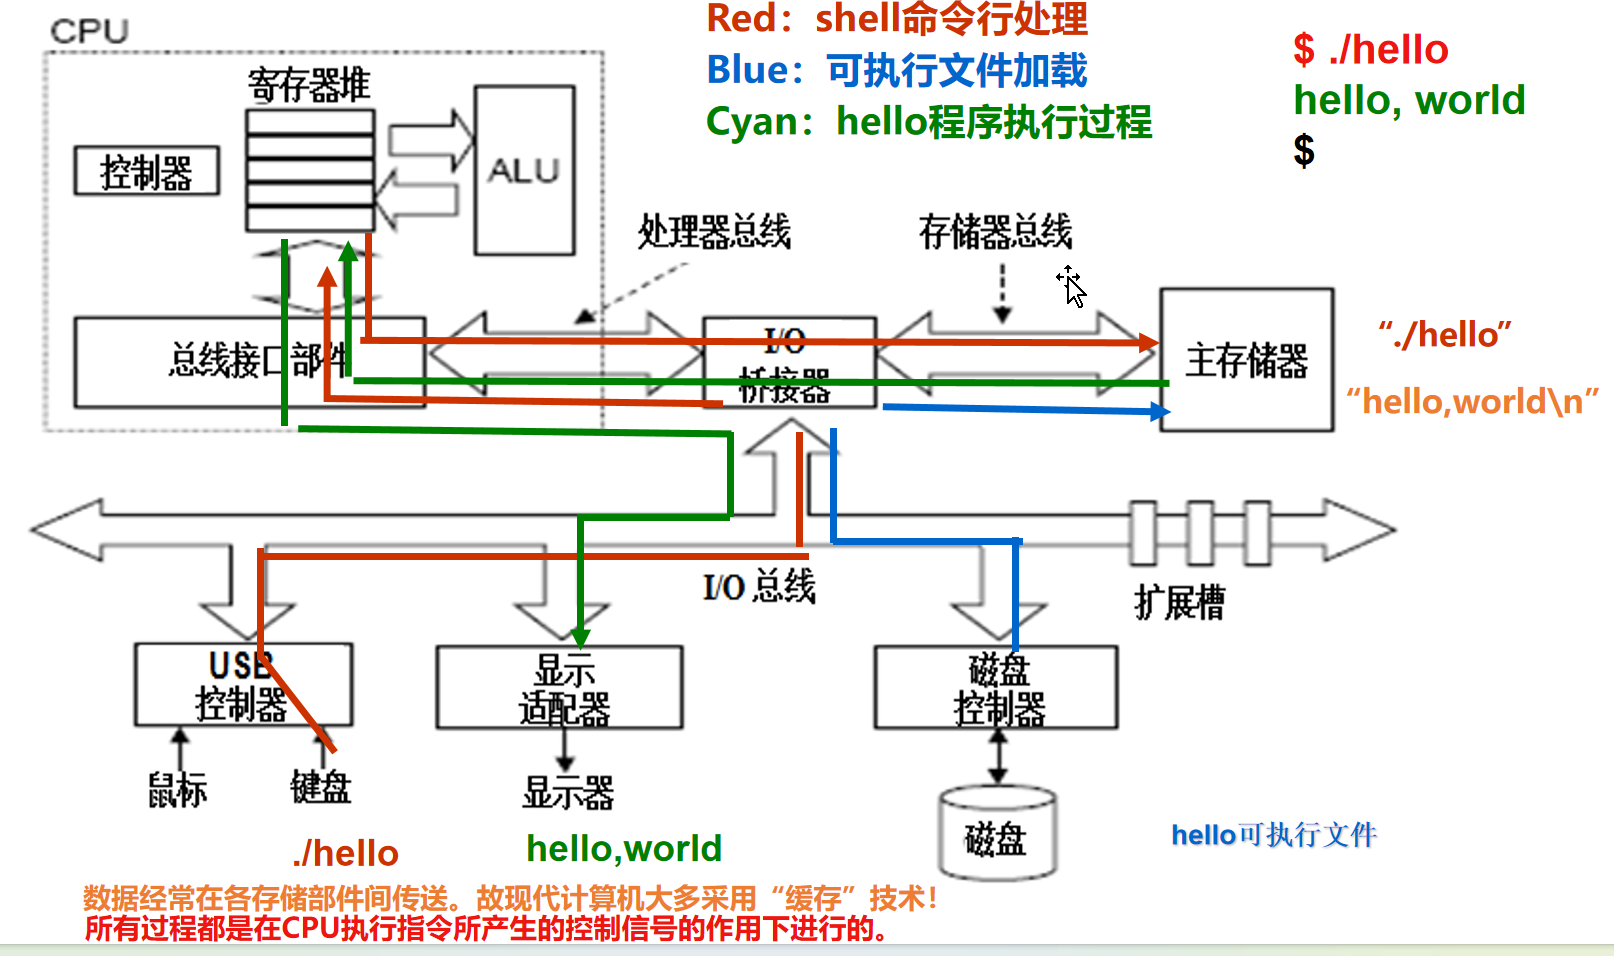 CPU
Red：shell命令行处理
Blue：可执行文件加载
Cyan：hello程序执行过程
$ ./hello
hello, world
$
寄存器堆
控制器
ALU
处理器总线
存储器总线
总线接口部件
I/O
桥接器
主存储器
“./hello”
“hello,world\n”
I/O 总线
扩展槽
USB
控制器
显示
适配器
磁盘
控制器
鼠标
键盘
显示器
磁盘
./hello
hello,world
hello可执行文件
数据经常在各存储部件间传送。故现代计算机大多采用“缓存”技术！
所有过程都是在CPU执行指令所产生的控制信号的作用下进行的。